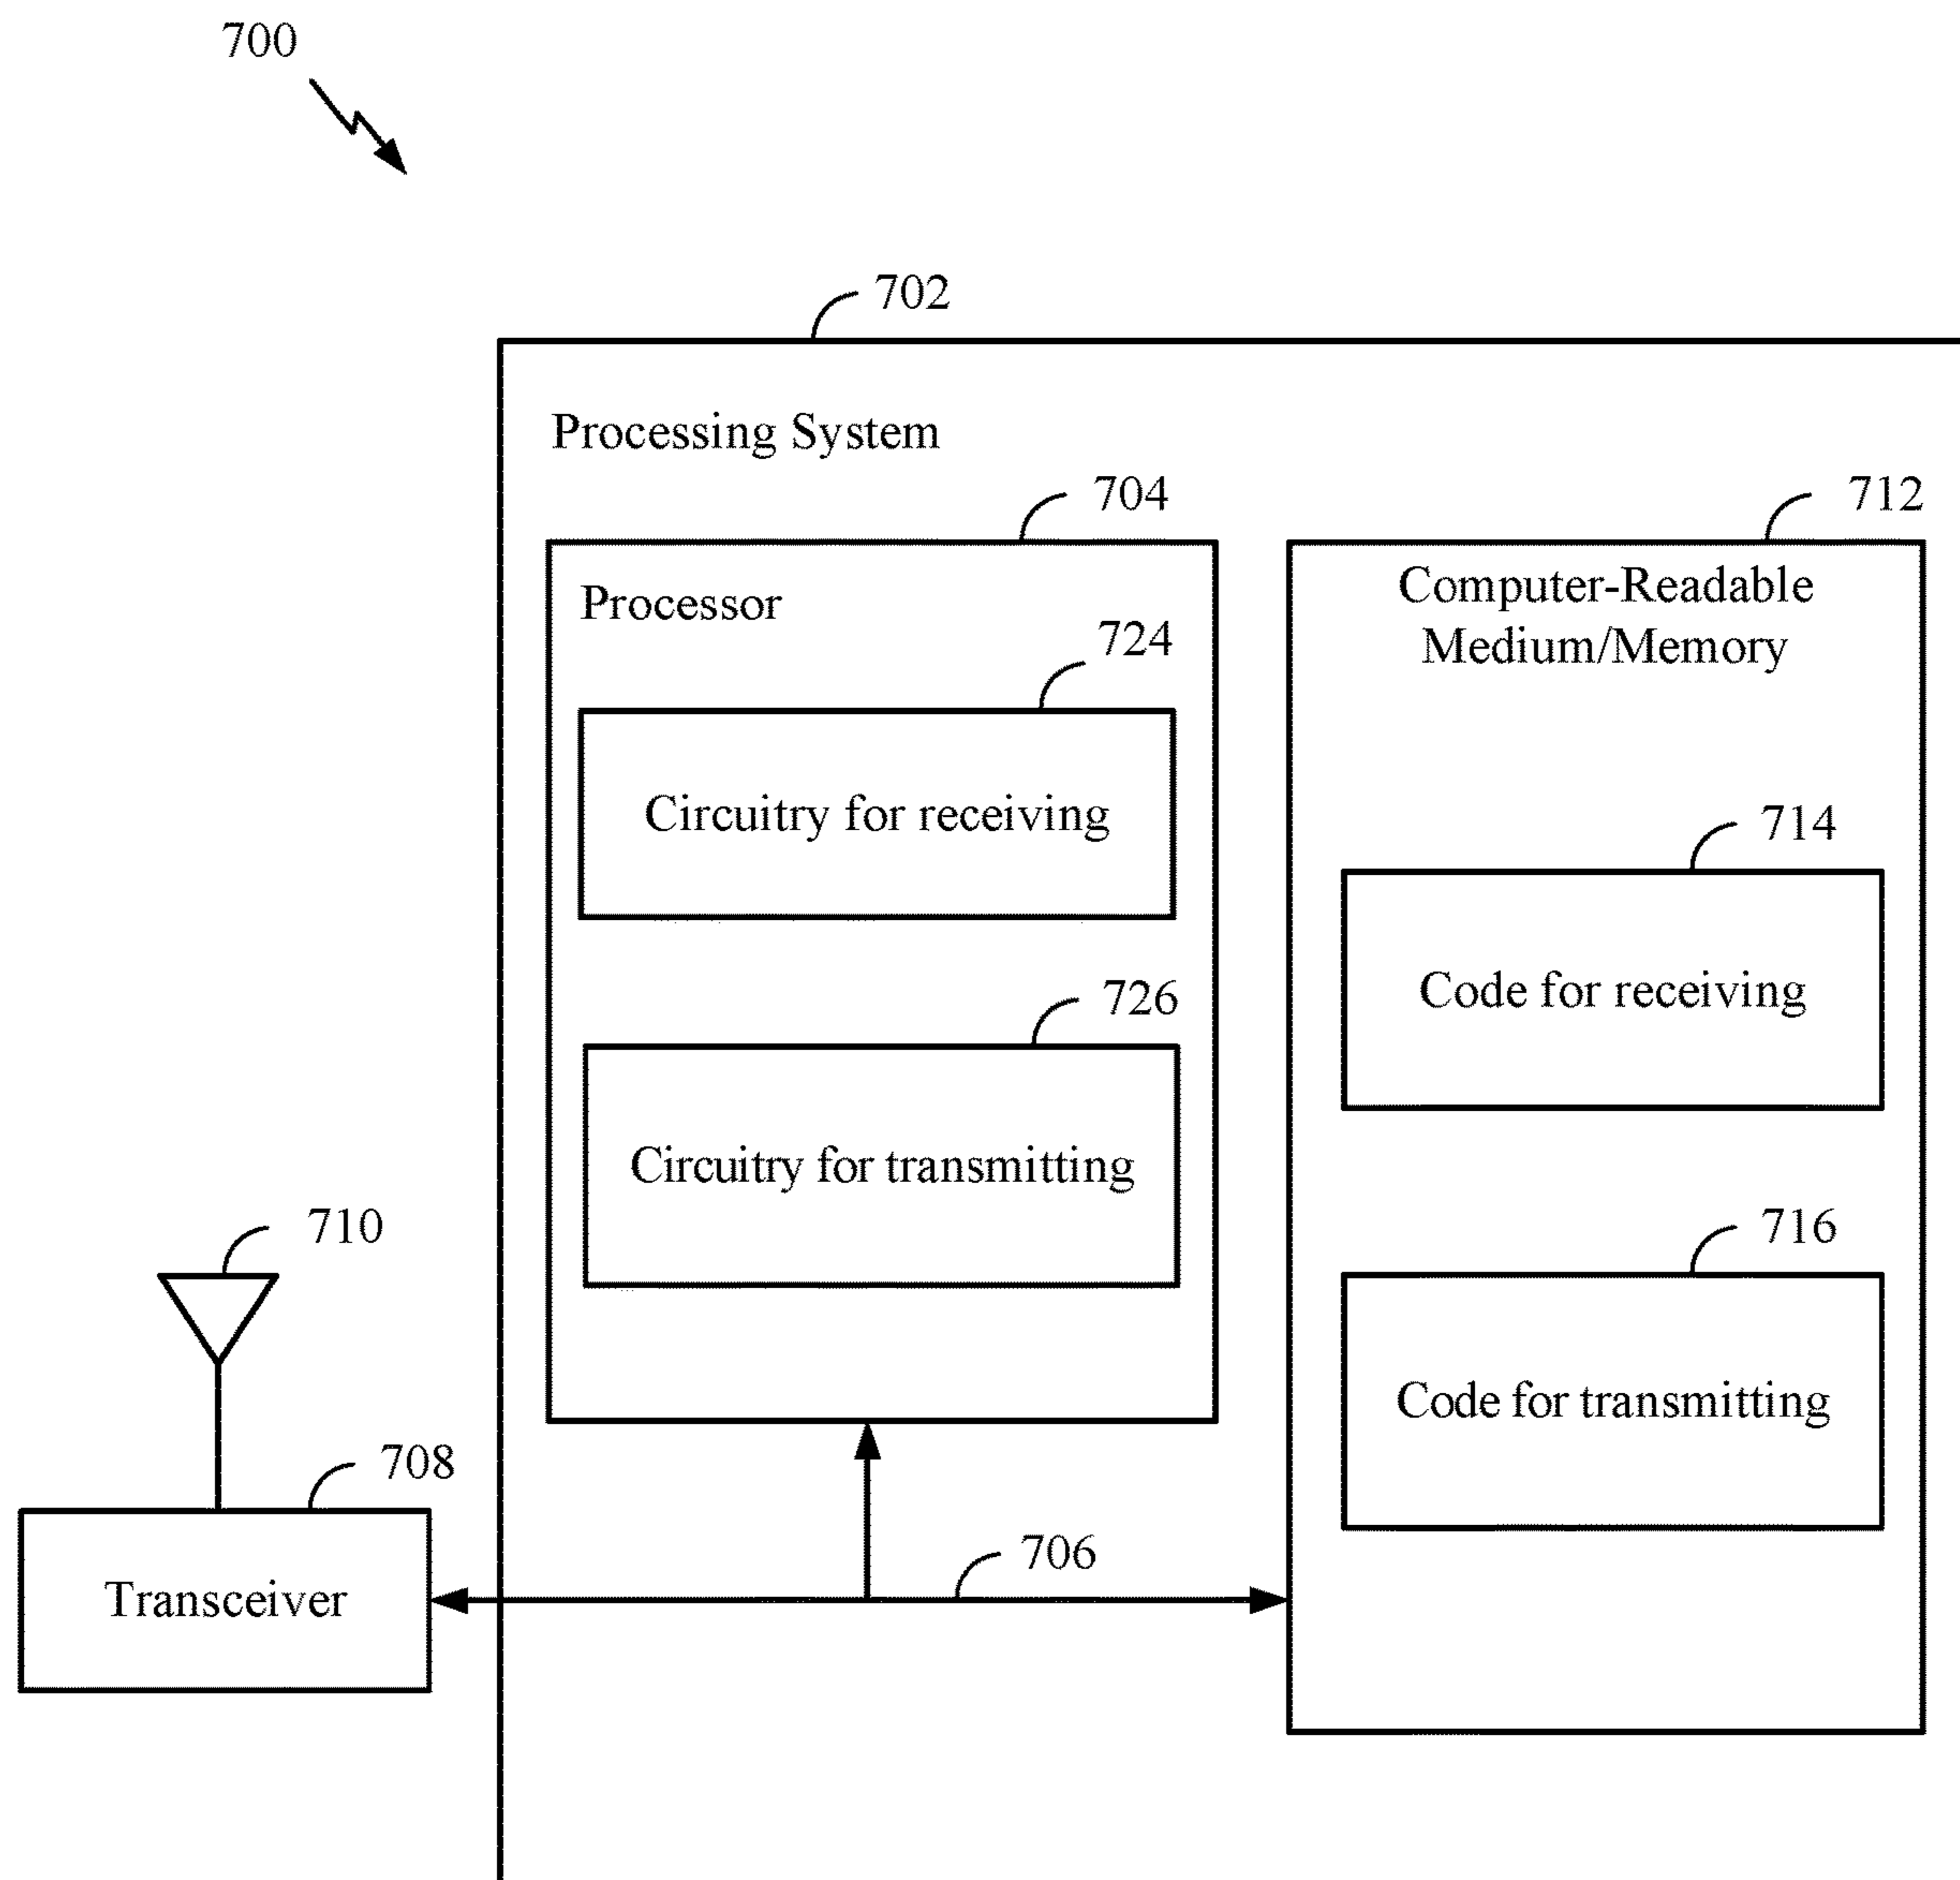 700
702
Processing System
704
712
Processor
Computer-Readable
Medium/Memory
724
Circuitry for receiving
714
Code for receiving
726
Circuitry for transmitting
710
716
Code for transmitting
708
Transceiver
706